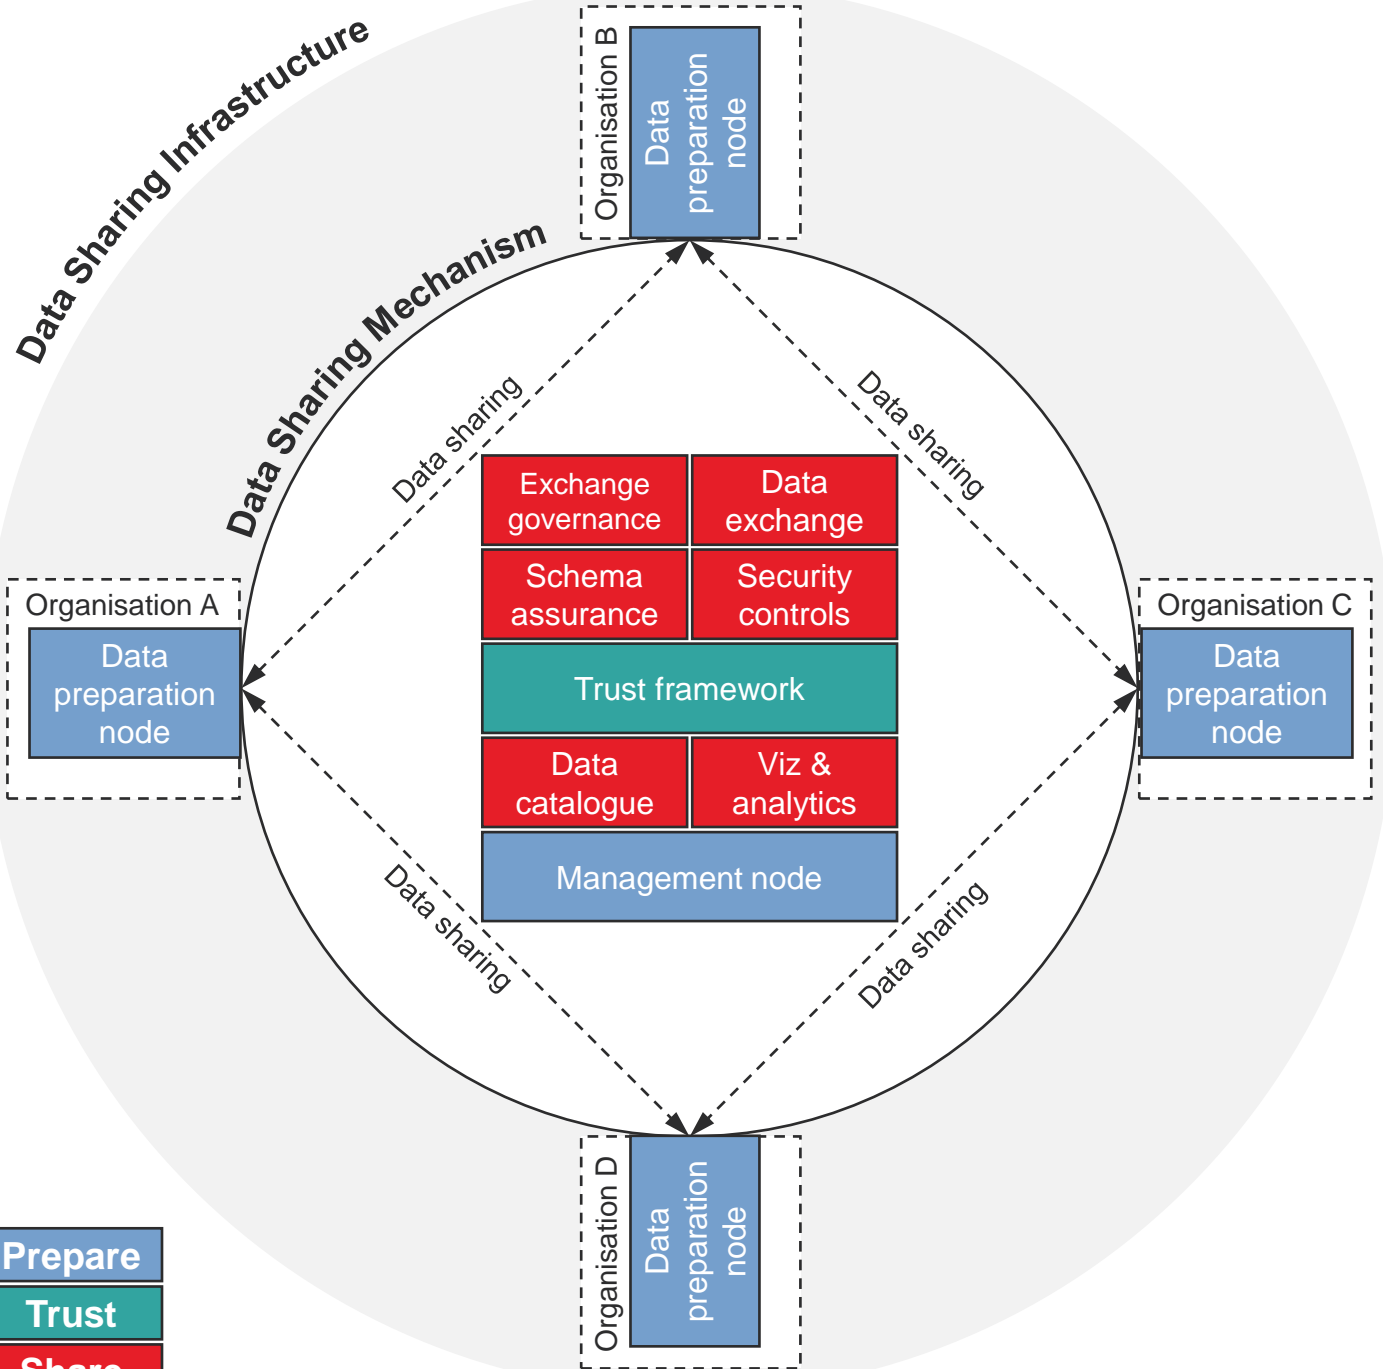 Data Sharing Infrastructure
Data Sharing Mechanism
Organisation B
Data
preparation
node
Data sharing
Data sharing
Exchange
governance
Data
exchange
Schema
assurance
Security
controls
Organisation A
Data
preparation
node
Trust framework
Organisation C
Data
preparation
node
Data
catalogue
Viz &
analytics
Management node
Data sharing
Data sharing
Organisation D
Data
preparation
node
Prepare
Trust
Share